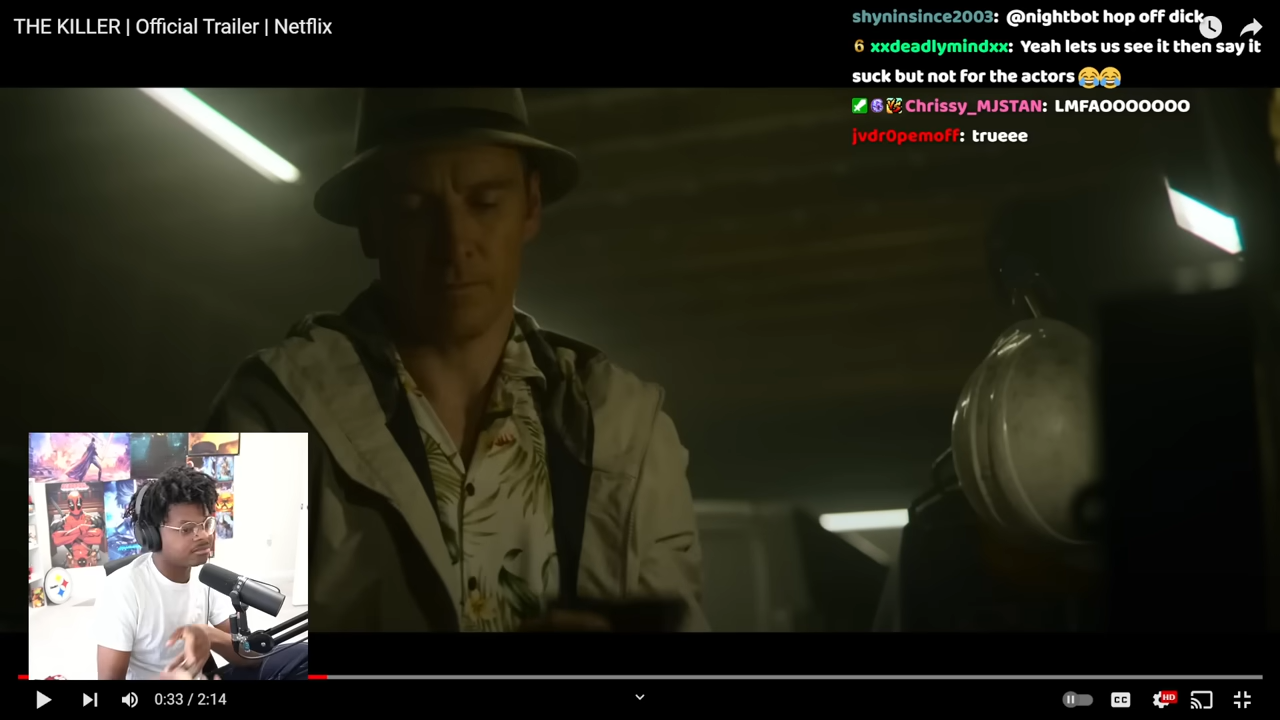 THE KILLER | Official Trailer | Netflix
shyninsince2003: @nightbot hop off dick
6 xxdeadlymindxx: Yeah lets us see it then say it
suck but not for the actors 😂😂
Chrissy_MJSTAN: LMFAOOOOOOO
jvdr0pemoff: trueee
0:33 / 2:14
CC
HD